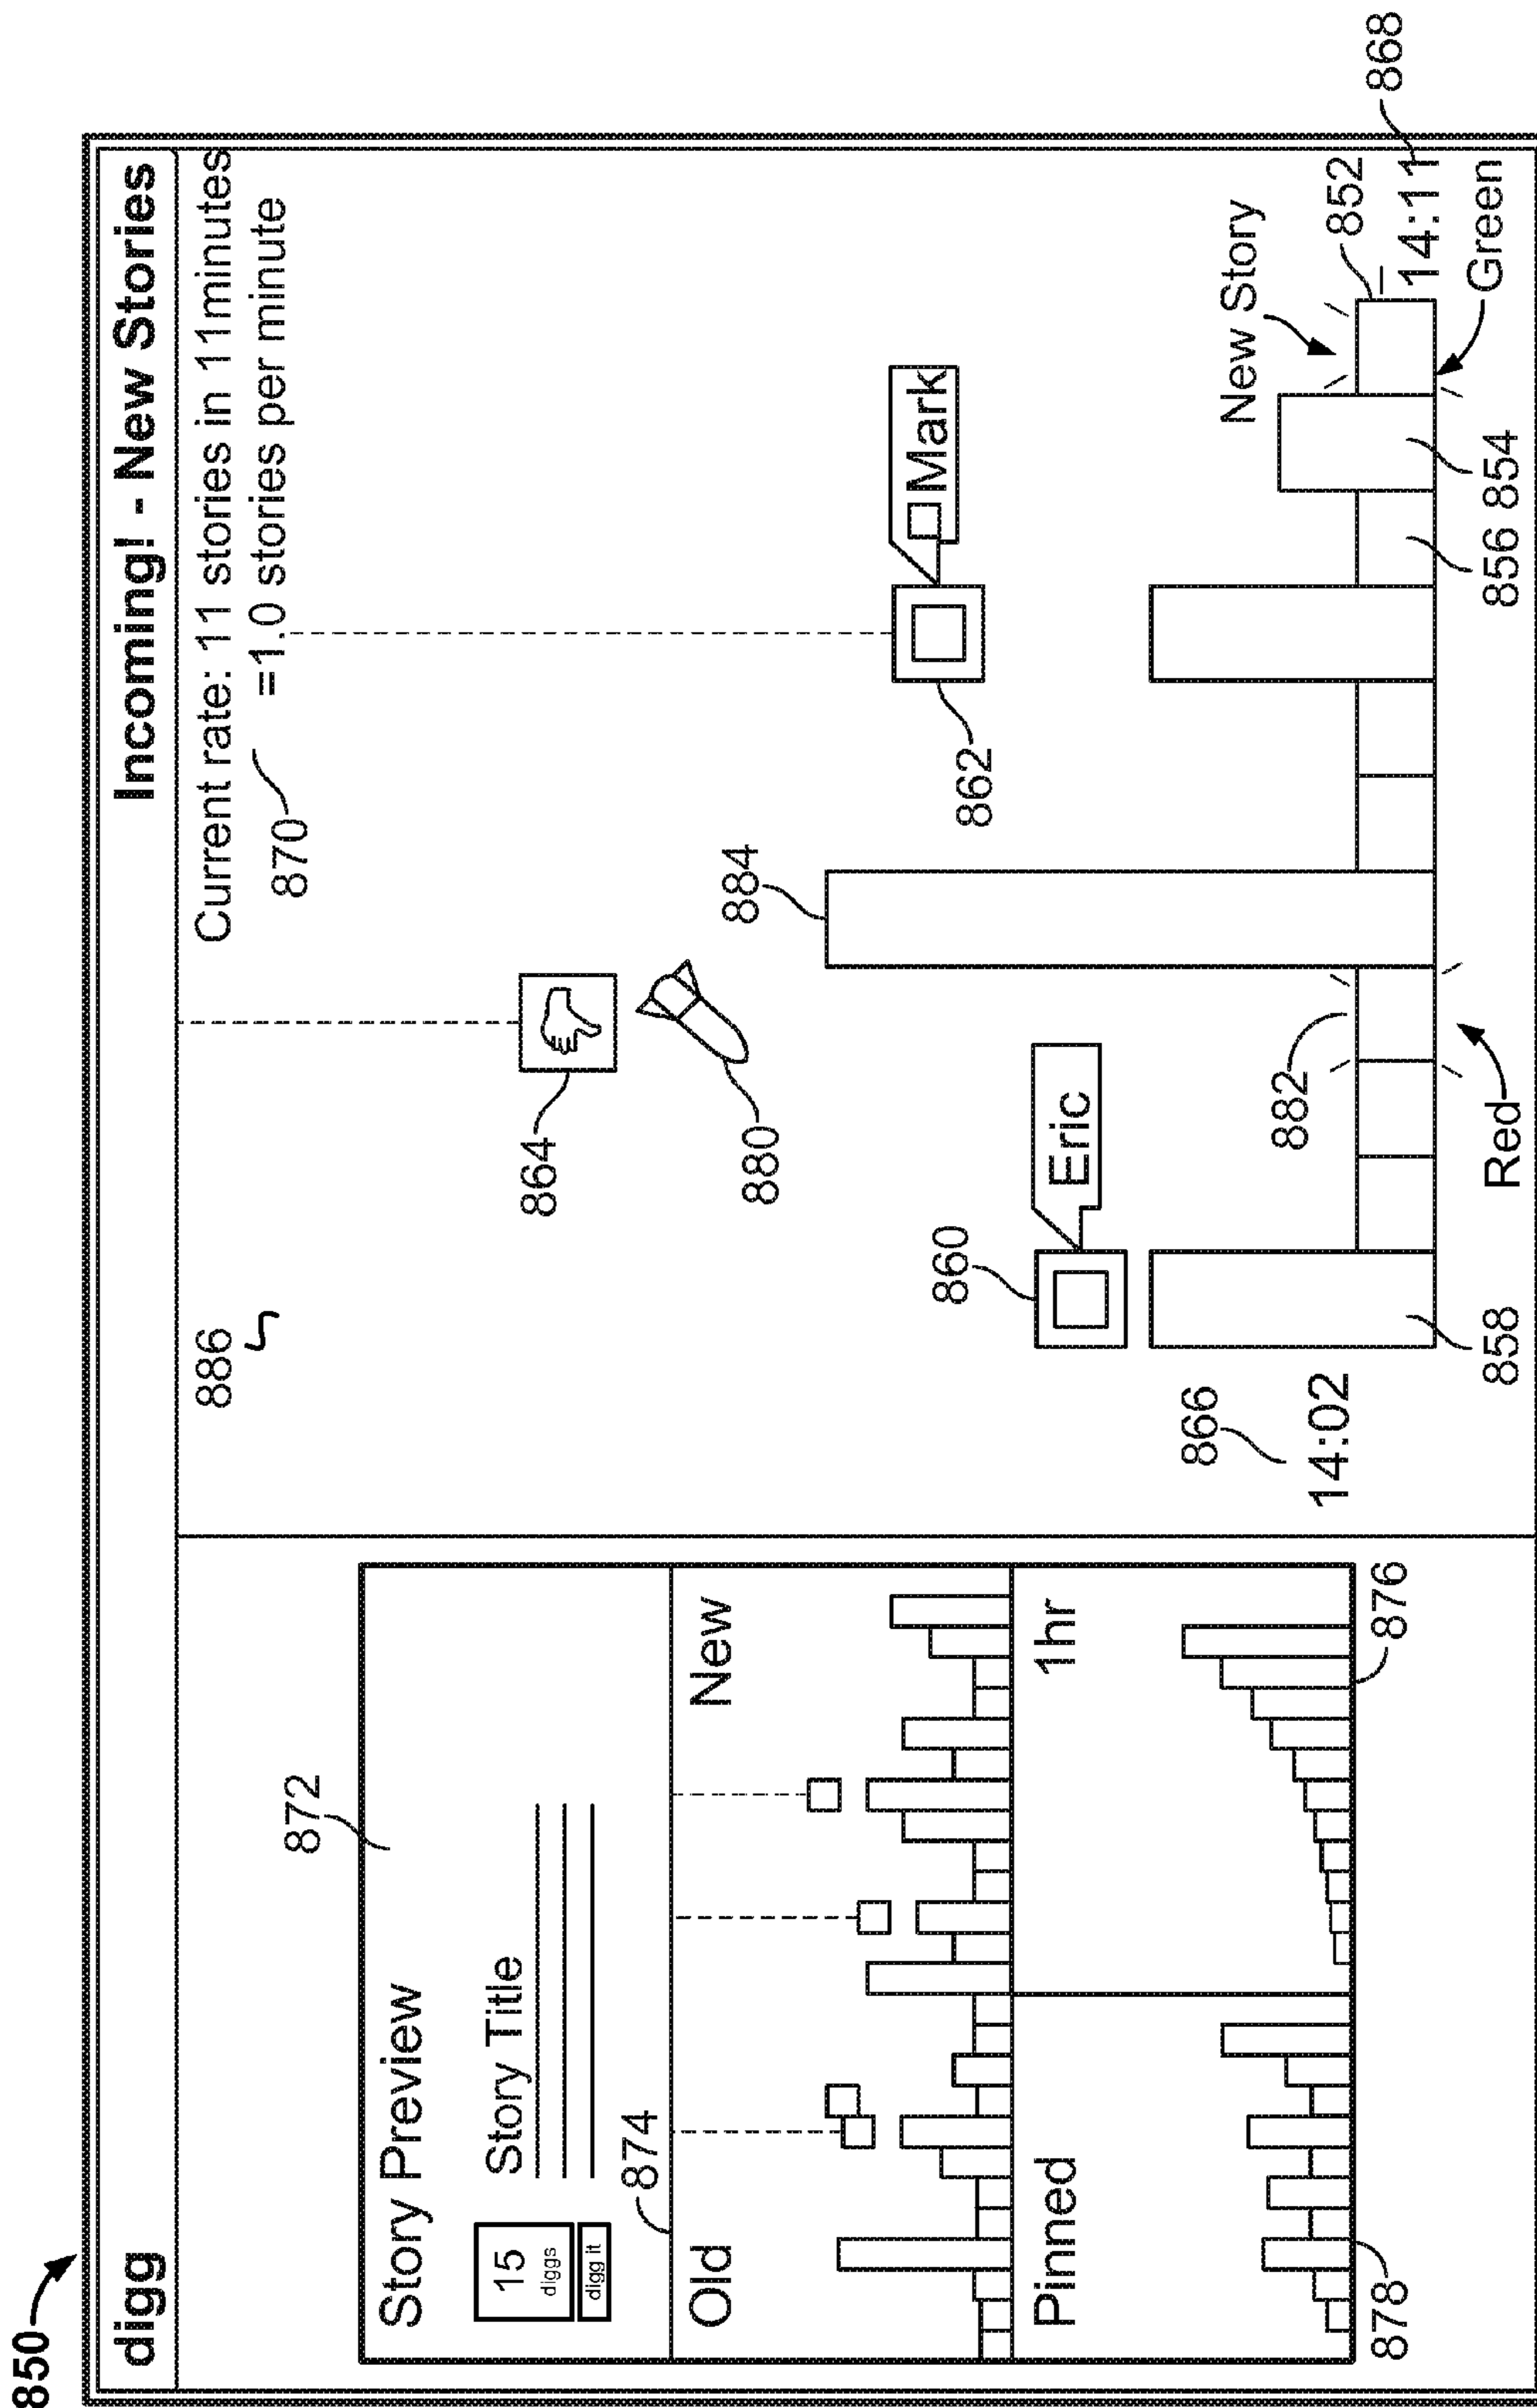 850
digg
Incoming! - New Stories
872
Story Preview
15
diggs
digg it
Story Title
874
Old
New
Pinned
1hr
878
876
886
Current rate: 11 stories in 11minutes
=1.0 stories per minute
870
864
880
884
862
Mark
860
Eric
866
14:02
882
New Story
852
14:11
868
Green
858
Red
856
854